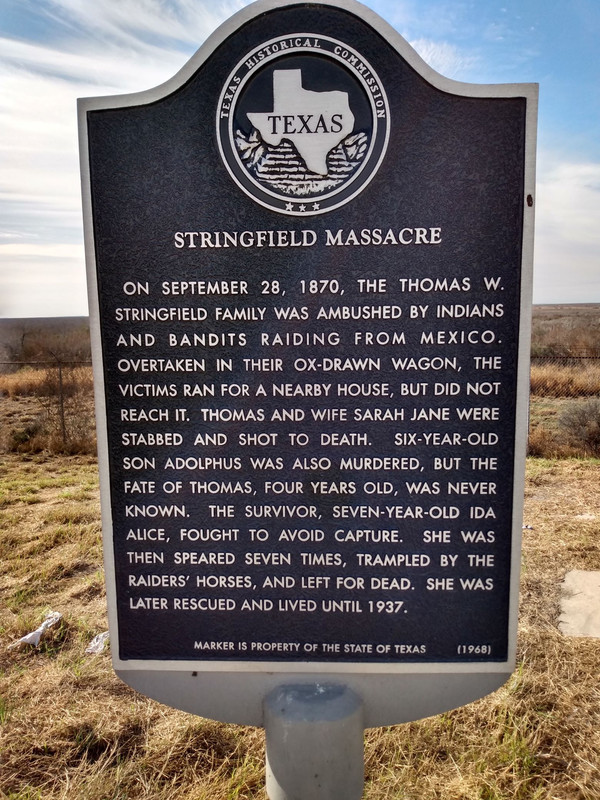 TEXAS HISTORICAL COMMISSION
TEXAS
STRINGFIELD MASSACRE
ON SEPTEMBER 28, 1870, THE THOMAS W.
STRINGFIELD FAMILY WAS AMBUSHED BY INDIANS
AND BANDITS RAIDING FROM MEXICO.
OVERTAKEN IN THEIR OX-DRAWN WAGON, THE
VICTIMS RAN FOR A NEARBY HOUSE, BUT DID NOT
REACH IT. THOMAS AND WIFE SARAH JANE WERE
STABBED AND SHOT TO DEATH. SIX-YEAR-OLD
SON ADOLPHUS WAS ALSO MURDERED, BUT THE
FATE OF THOMAS, FOUR YEARS OLD, WAS NEVER
KNOWN. THE SURVIVOR, SEVEN-YEAR-OLD IDA
ALICE, FOUGHT TO AVOID CAPTURE. SHE WAS
THEN SPEARED SEVEN TIMES, TRAMPLED BY THE
RAIDERS' HORSES, AND LEFT FOR DEAD. SHE WAS
LATER RESCUED AND LIVED UNTIL 1937.
MARKER IS PROPERTY OF THE STATE OF TEXAS (1968)